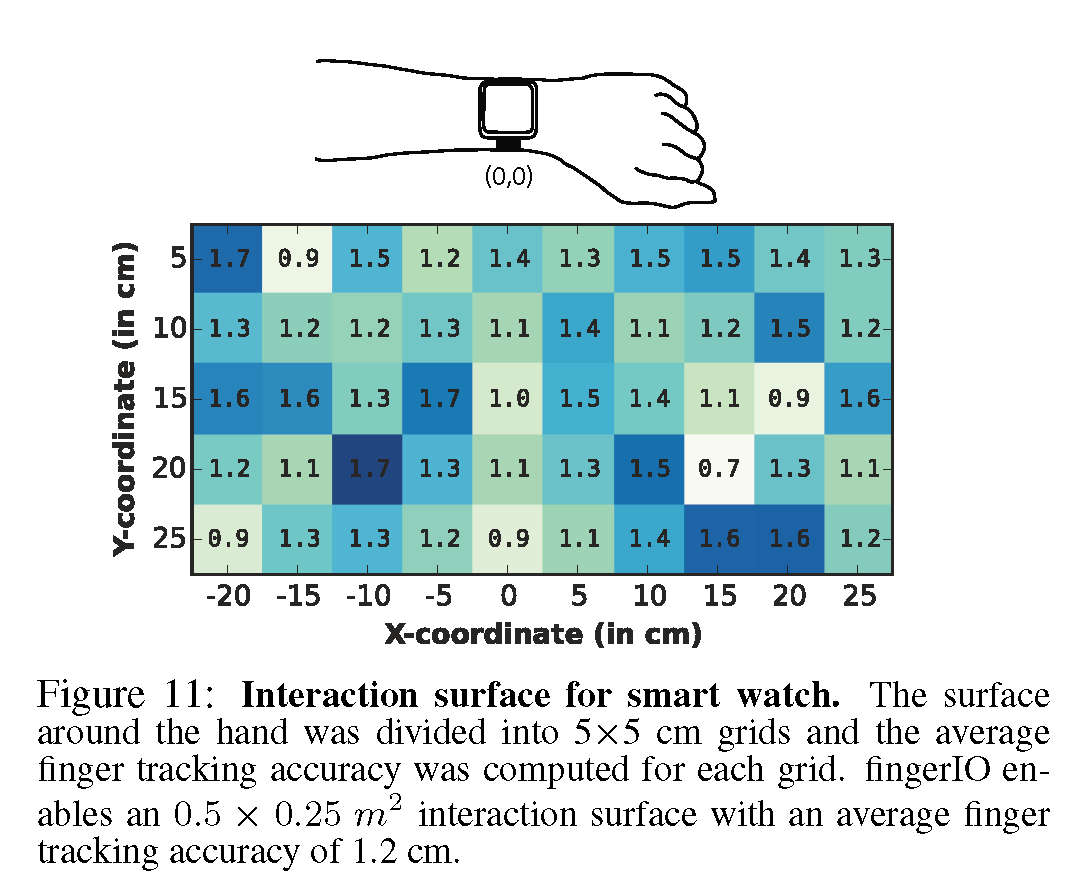 (0,0)
Y-coordinate (in cm)
5 1.7 0.9 1.5 1.2 1.4 1.3 1.5 1.5 1.4 1.3
10 1.3 1.2 1.2 1.3 1.1 1.4 1.1 1.2 1.5 1.2
15 1.6 1.6 1.3 1.7 1.0 1.5 1.4 1.1 0.9 1.6
20 1.2 1.1 1.7 1.3 1.1 1.3 1.5 0.7 1.3 1.1
25 0.9 1.3 1.3 1.2 0.9 1.1 1.4 1.6 1.6 1.2
-20 -15 -10 -5 0 5 10 15 20 25
X-coordinate (in cm)
Figure 11: Interaction surface for smart watch. The surface
around the hand was divided into 5×5 cm grids and the average
finger tracking accuracy was computed for each grid. fingerIO en-
ables an 0.5 × 0.25 m² interaction surface with an average finger
tracking accuracy of 1.2 cm.